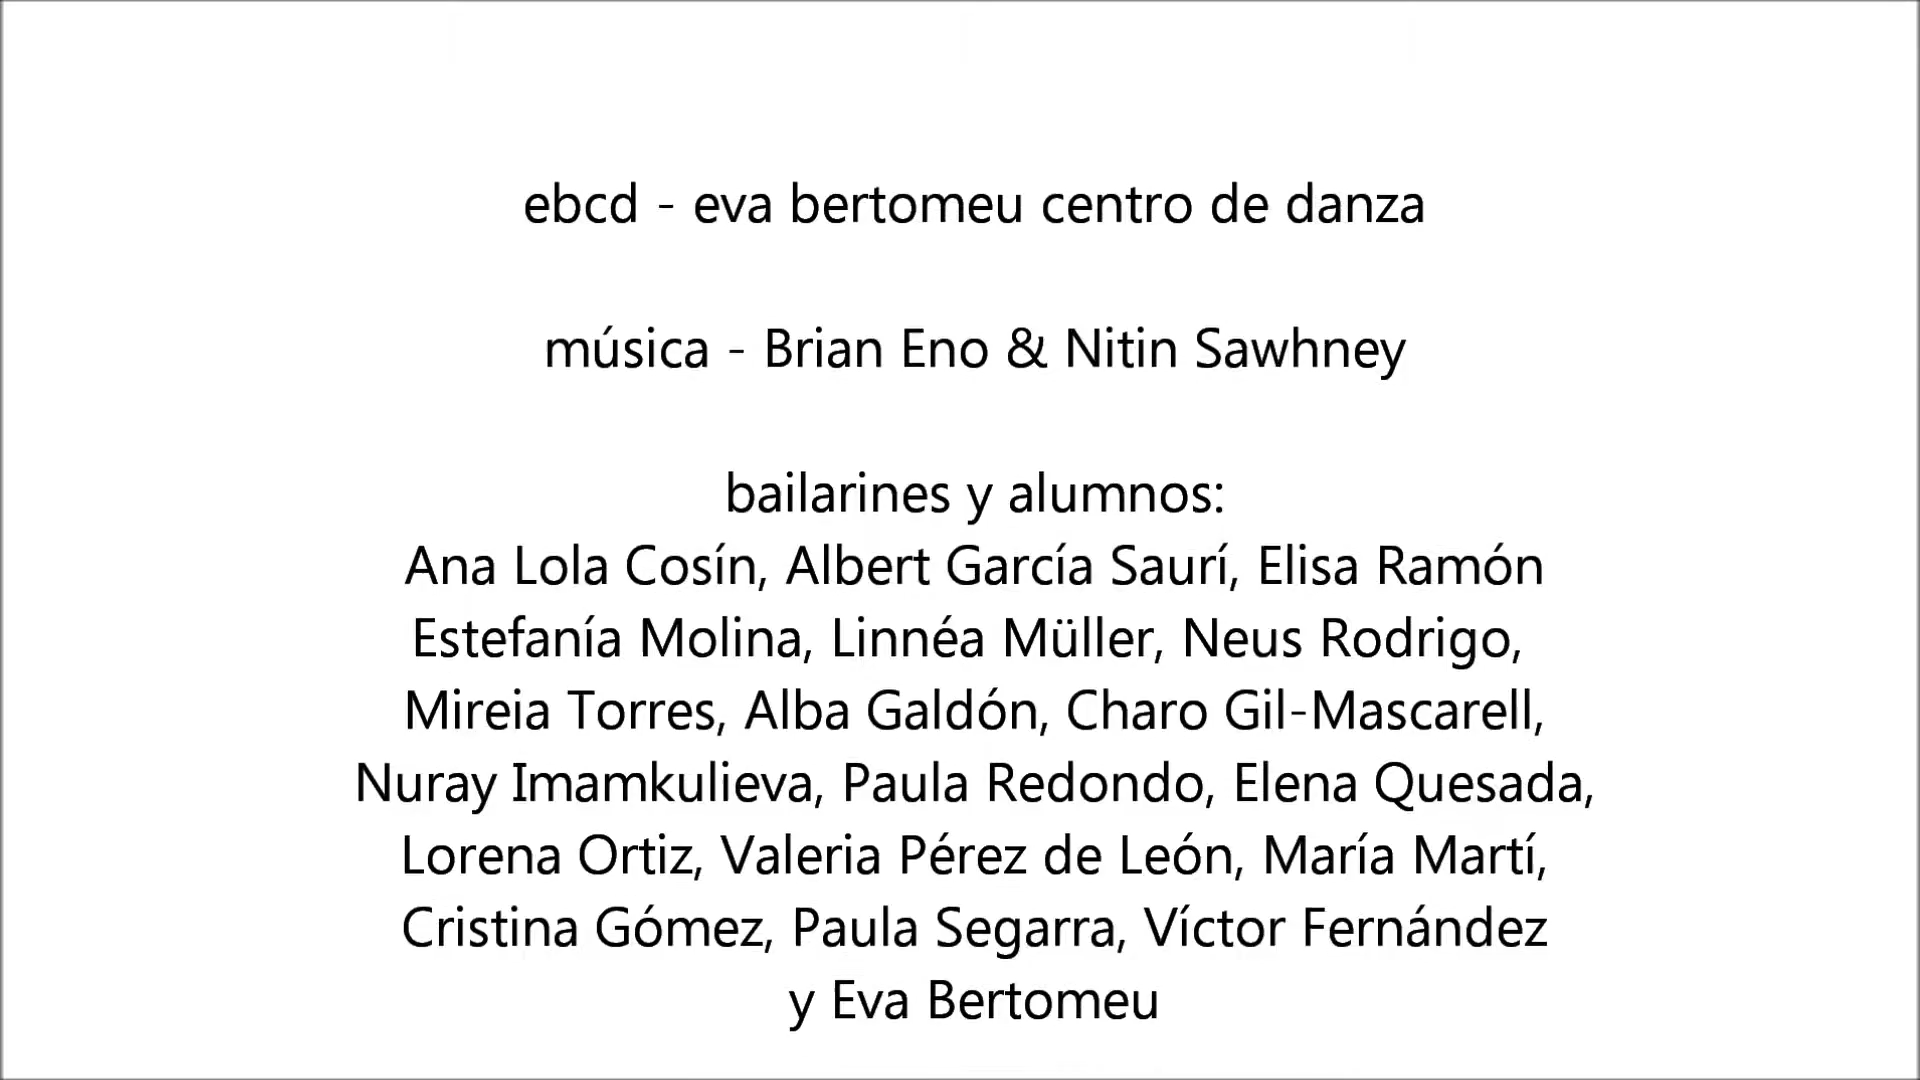 ebcd - eva bertomeu centro de danza
música - Brian Eno & Nitin Sawhney
bailarines y alumnos:
Ana Lola Cosín, Albert García Saurí, Elisa Ramón
Estefanía Molina, Linnéa Müller, Neus Rodrigo,
Mireia Torres, Alba Galdón, Charo Gil-Mascarell,
Nuray Imamkulieva, Paula Redondo, Elena Quesada,
Lorena Ortiz, Valeria Pérez de León, María Martí,
Cristina Gómez, Paula Segarra, Víctor Fernández
y Eva Bertomeu